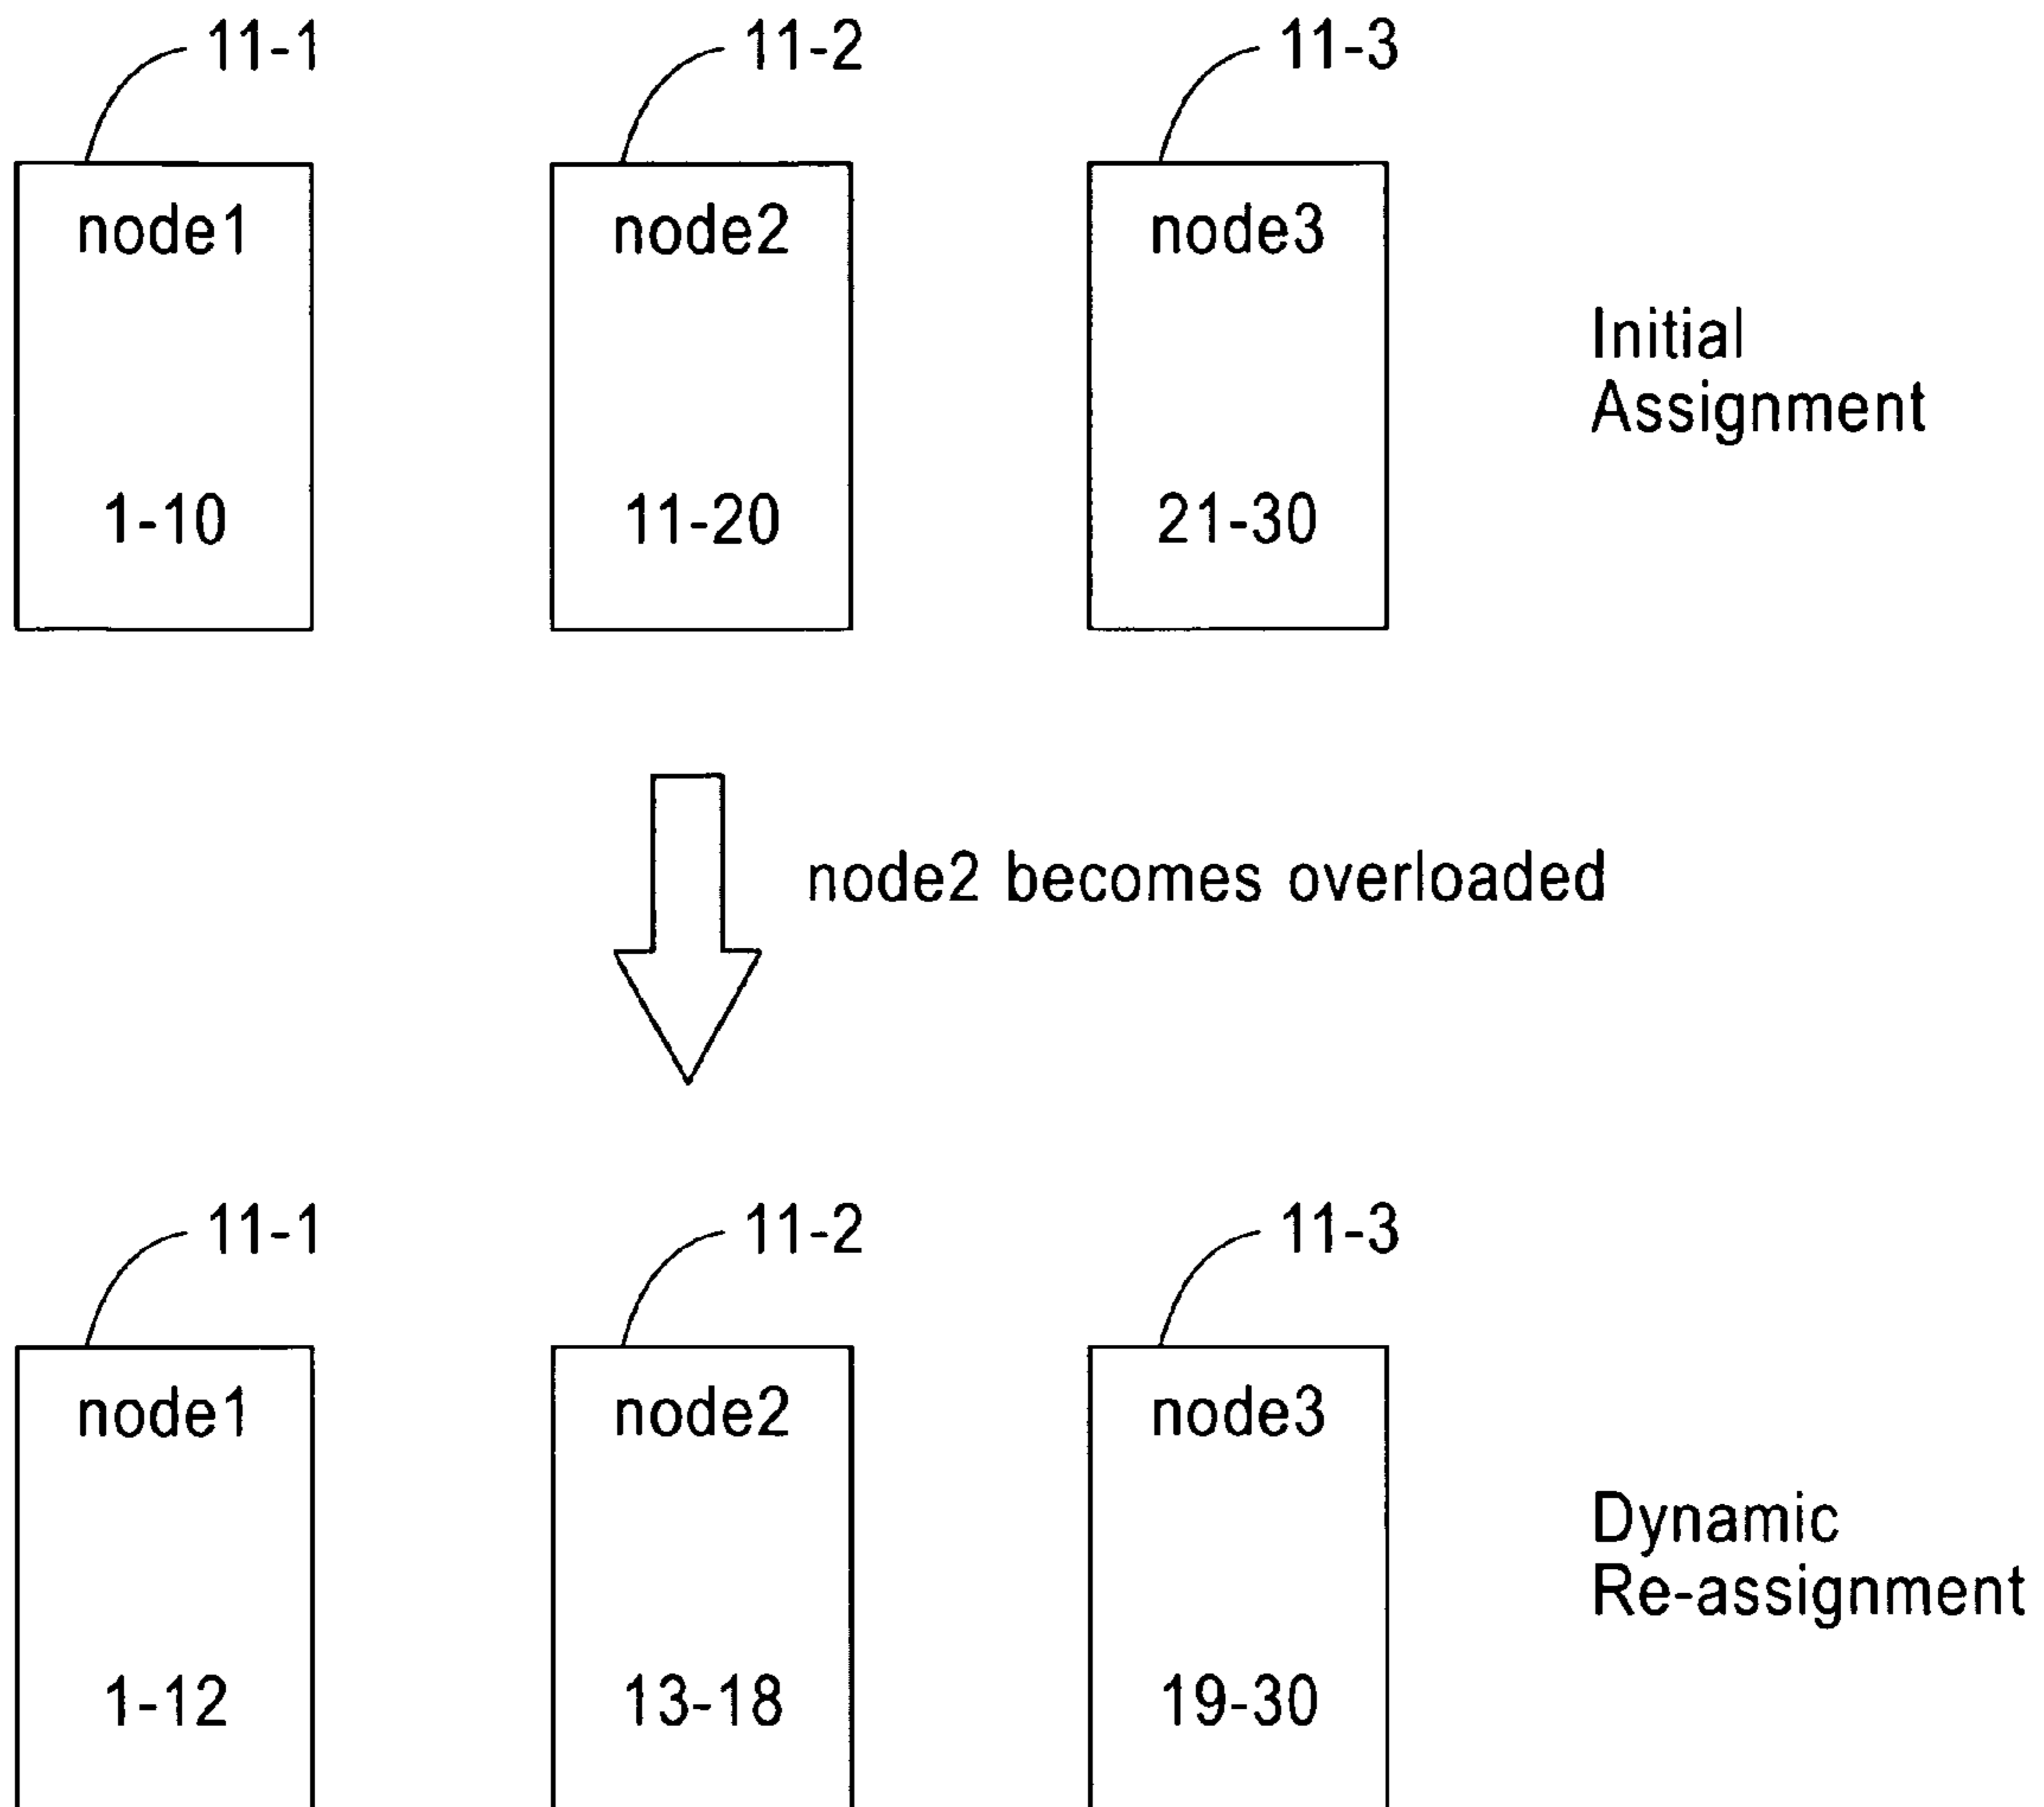 11-1 11-2 11-3
node1 node2 node3
Initial
Assignment
1-10 11-20 21-30
node2 becomes overloaded
11-1 11-2 11-3
node1 node2 node3
Dynamic
Re-assignment
1-12 13-18 19-30